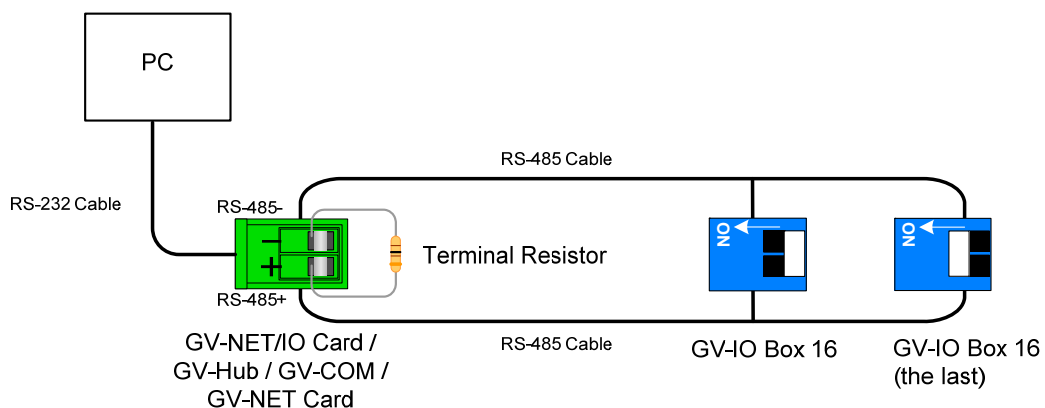 PC
RS-485 Cable
RS-232 Cable
RS-485-
−
+
RS-485+
Terminal Resistor
ON
ON
RS-485 Cable
GV-NET/IO Card /
GV-Hub / GV-COM /
GV-NET Card
GV-IO Box 16
GV-IO Box 16
(the last)